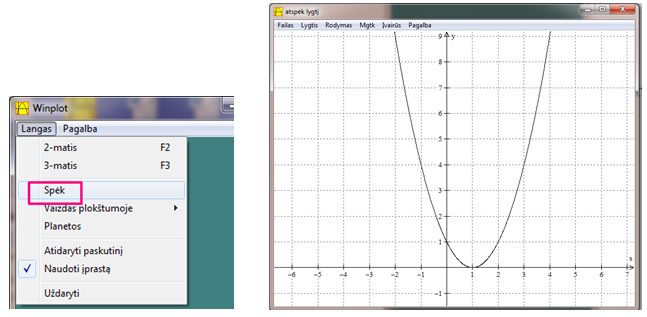 Winplot
Langas Pagalba
2-matis F2
3-matis F3
Spėk
Vaizdas plokštumoje
Planetos
Atidaryti paskutinį
Naudoti įprastą
Uždaryti
atspėk lygtį
Failas Lygtis Rodymas Mgtk Įvairūs Pagalba
y
9
8
7
6
5
4
3
2
1
x
−6 −5 −4 −3 −2 −1 0 1 2 3 4 5 6 7
−1